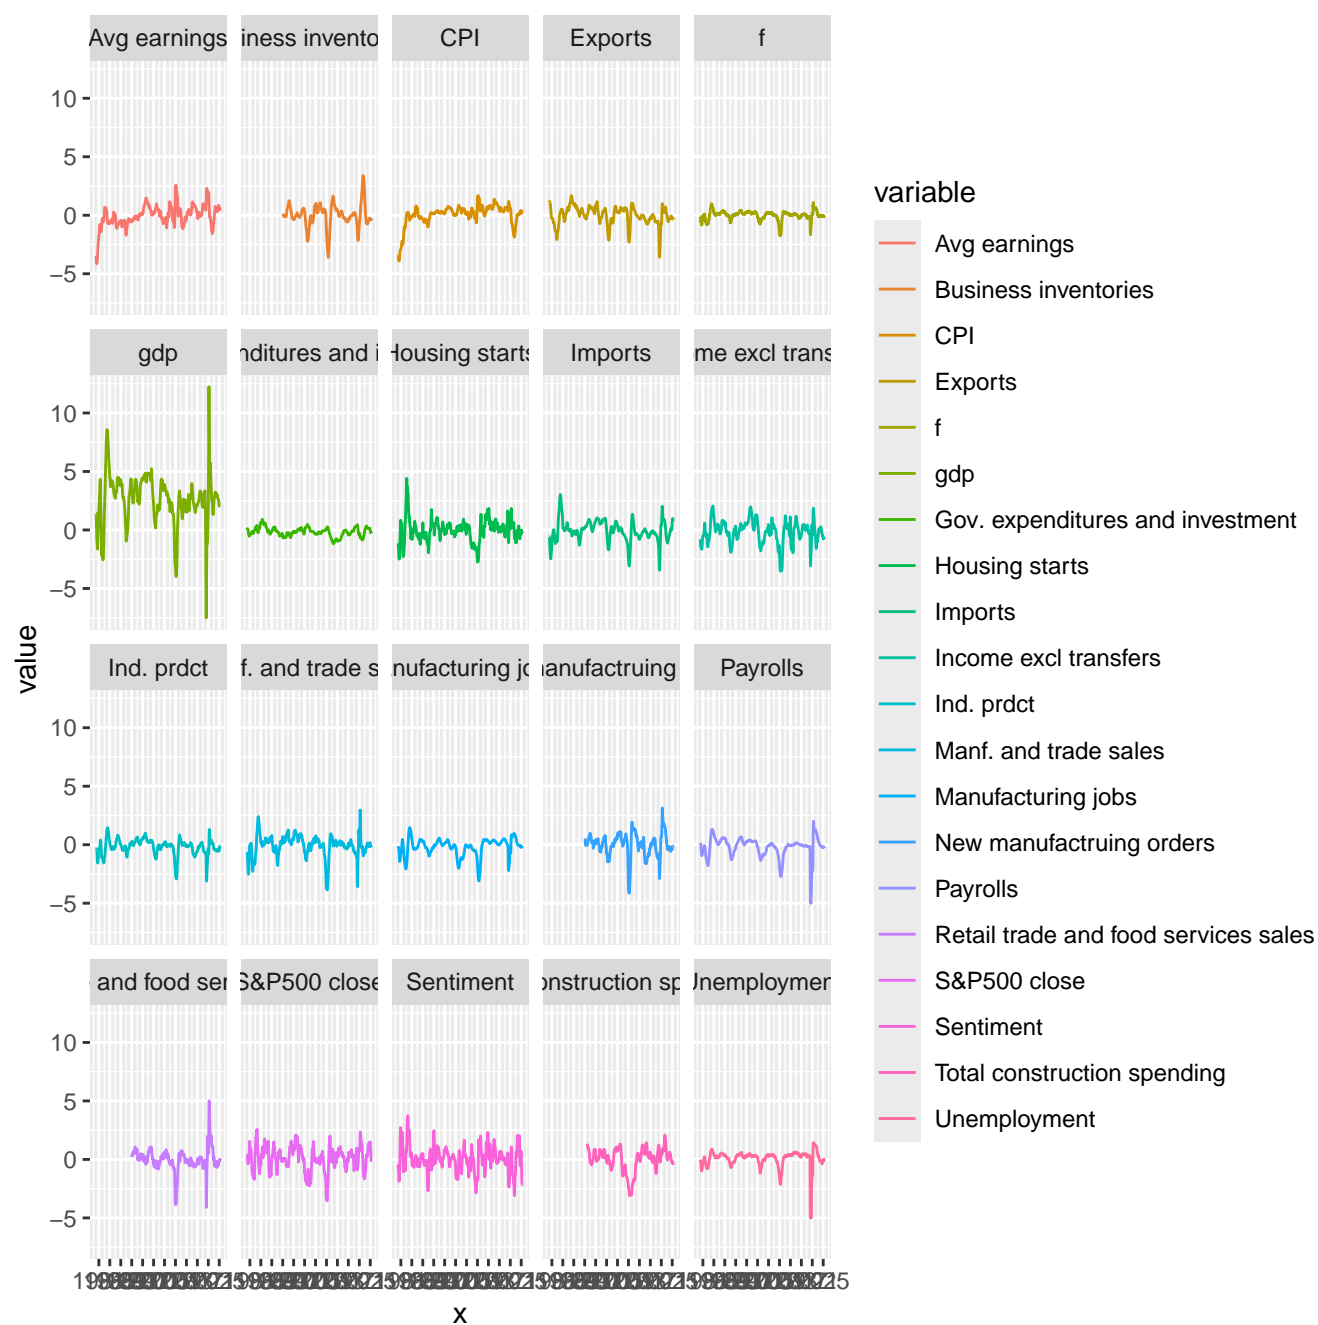 Avg earnings iness invento CPI Exports f
10
5
0
−5
gdp nditures and i Housing starts Imports me excl trans
10
5
0
−5
Ind. prdct f. and trade s nufacturing jo manufactruing Payrolls
10
5
0
−5
and food ser S&P500 close Sentiment onstruction sp Unemploymen
10
5
0
−5
x
value
variable
Avg earnings
Business inventories
CPI
Exports
f
gdp
Gov. expenditures and investment
Housing starts
Imports
Income excl transfers
Ind. prdct
Manf. and trade sales
Manufacturing jobs
New manufactruing orders
Payrolls
Retail trade and food services sales
S&P500 close
Sentiment
Total construction spending
Unemployment